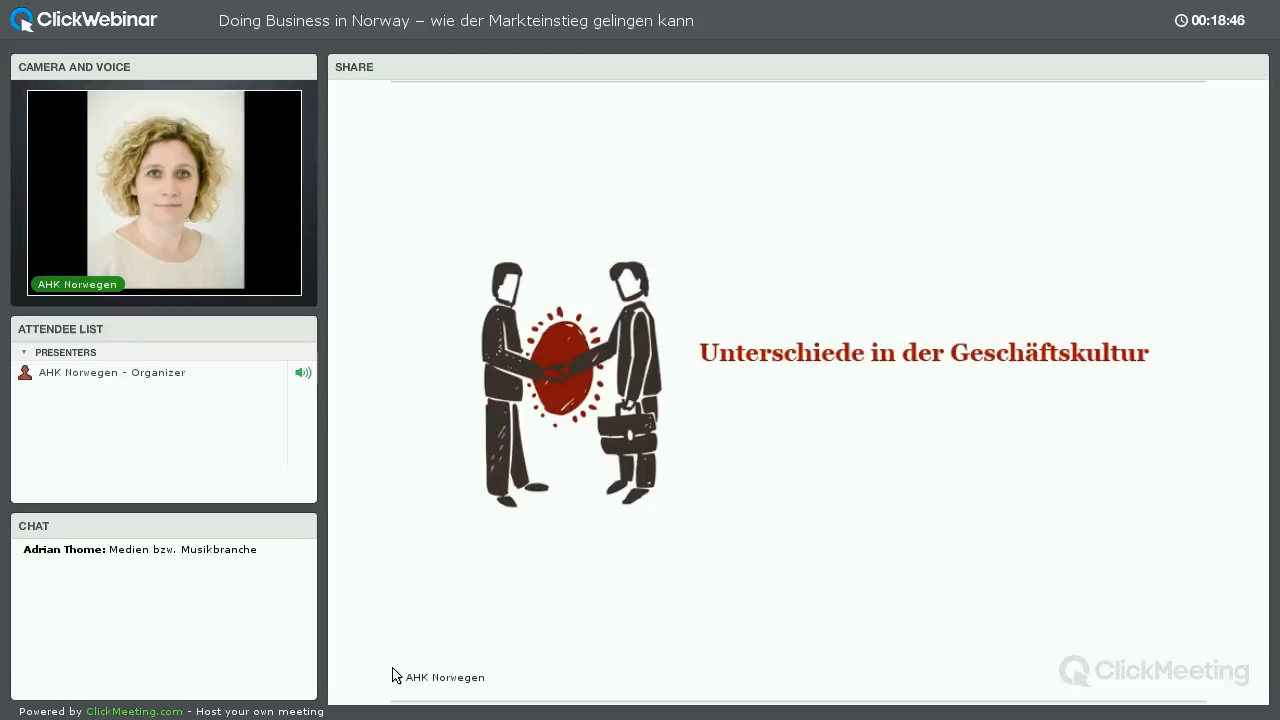 ClickWebinar
Doing Business in Norway – wie der Markteinstieg gelingen kann
00:18:46
CAMERA AND VOICE
SHARE
AHK Norwegen
ATTENDEE LIST
PRESENTERS
AHK Norwegen - Organizer
Unterschiede in der Geschäftskultur
CHAT
Adrian Thome: Medien bzw. Musikbranche
AHK Norwegen
ClickMeeting
Powered by ClickMeeting.com - Host your own meeting